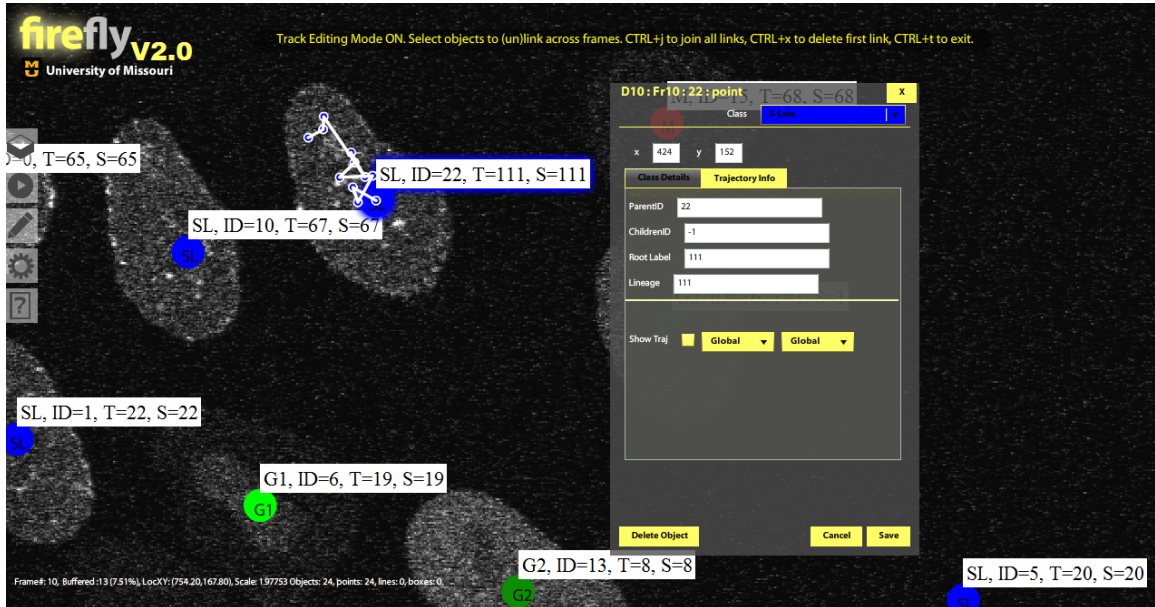 firefly V2.0
University of Missouri
Track Editing Mode ON. Select objects to (un)link across frames. CTRL+j to join all links, CTRL+x to delete first link, CTRL+t to exit.
D10 : Fr10 : 22 : point
X
M, ID=15, T=68, S=68
M
Class
S-Late
x 424 y 152
Class Details
Trajectory Info
ParentID 22
ChildrenID -1
Root Label 111
Lineage 111
Show Traj
Global
Global
Delete Object
Cancel
Save
=0, T=65, S=65
SL, ID=22, T=111, S=111
SL, ID=10, T=67, S=67
SL
?
SL, ID=1, T=22, S=22
SL
G1, ID=6, T=19, S=19
G1
G2, ID=13, T=8, S=8
G2
SL, ID=5, T=20, S=20
SL
Frame#: 10, Buffered :13 (7.51%), LocXY: (754.20,167.80), Scale: 1.97753 Objects: 24, points: 24, lines: 0, boxes: 0.